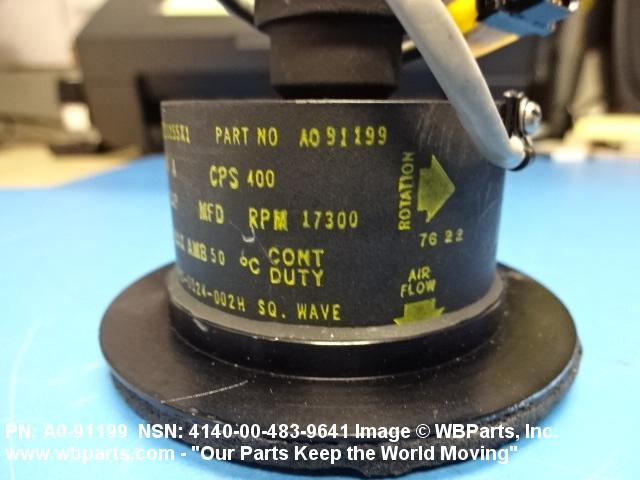 PART NO A0 91199
CPS 400
MFD RPM 17300
AMB 50 °C CONT
DUTY
-0324-002H SQ. WAVE
ROTATION
76 22
AIR
FLOW
PN: A0-91199 NSN: 4140-00-483-9641 Image © WBParts, Inc.
www.wbparts.com - "Our Parts Keep the World Moving"